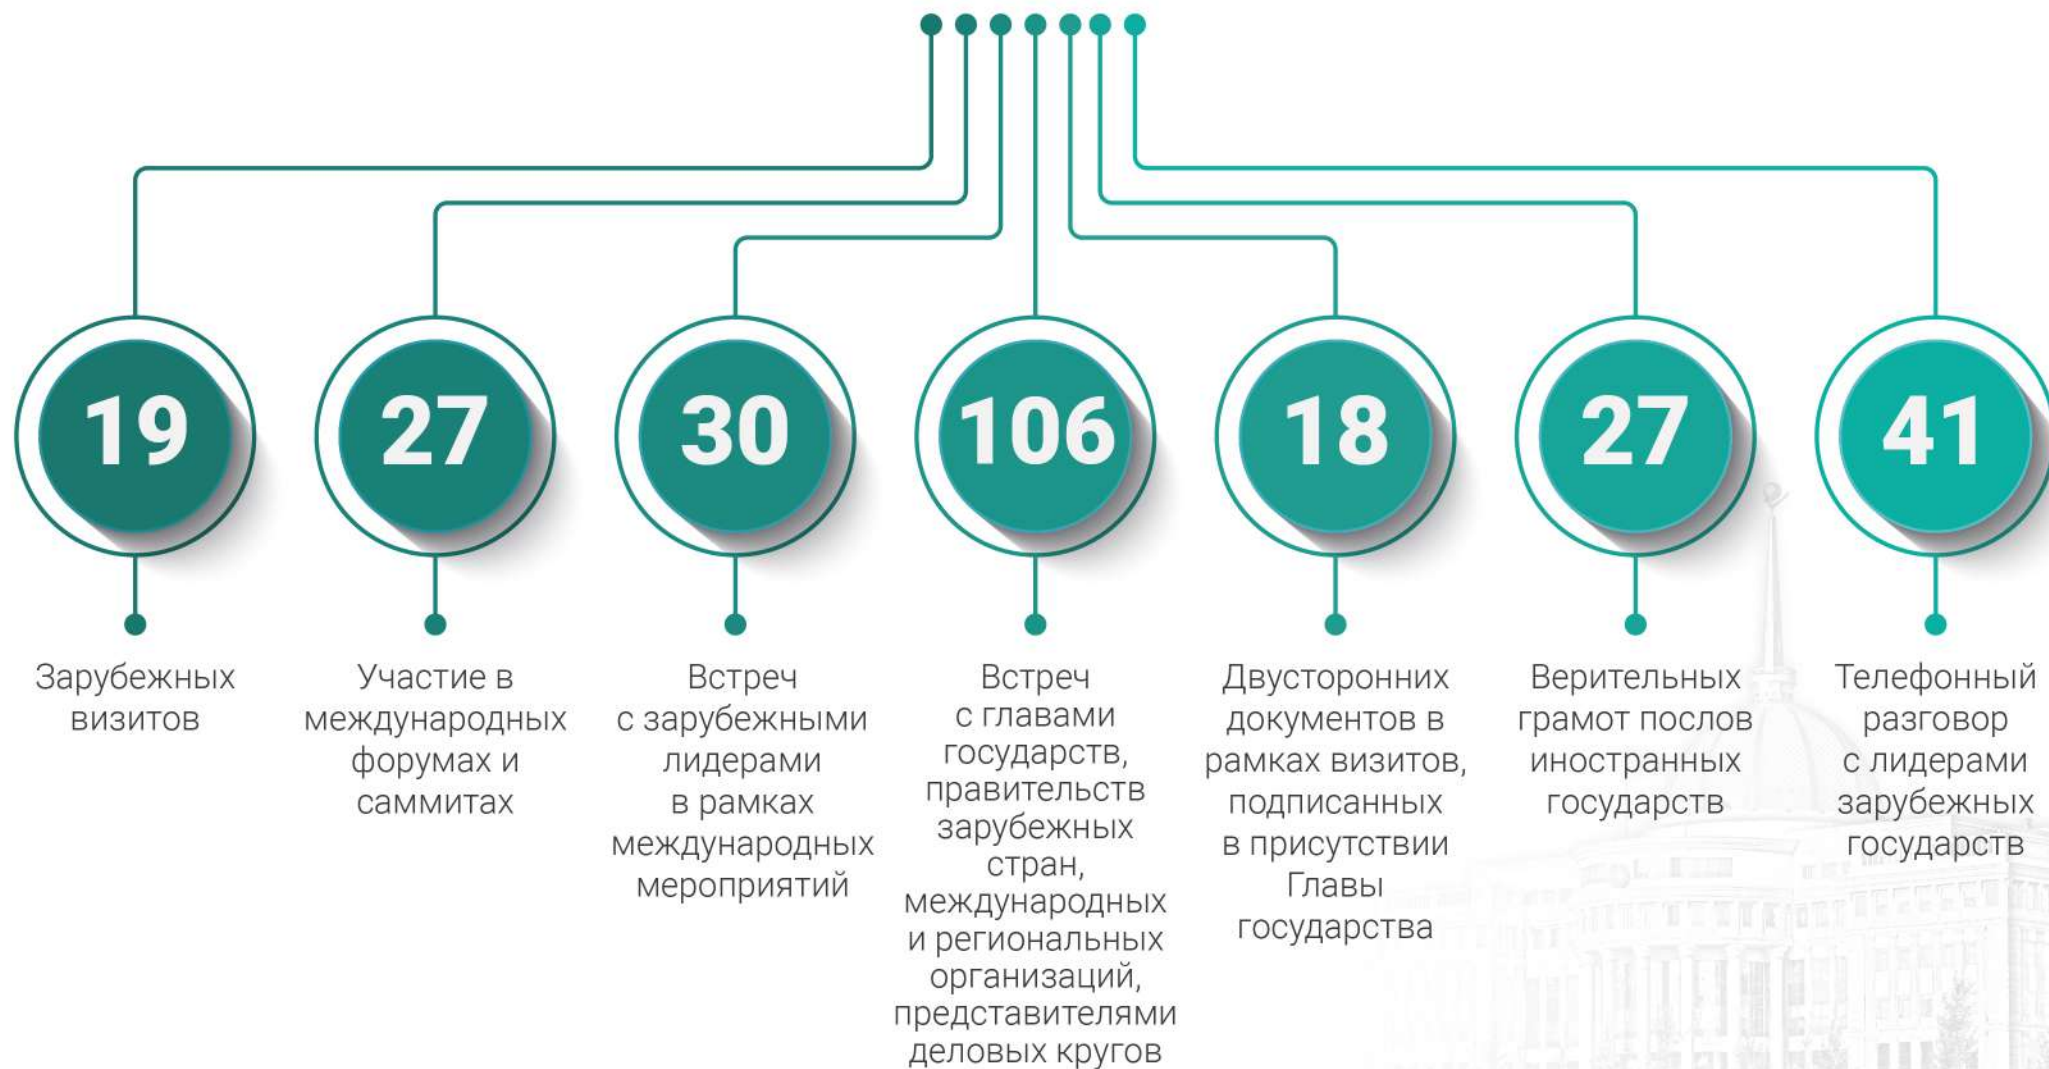 19
Зарубежных
визитов
27
Участие в
международных
форумах и
саммитах
30
Встреч
с зарубежными
лидерами
в рамках
международных
мероприятий
106
Встреч
с главами
государств,
правительств
зарубежных
стран,
международных
и региональных
организаций,
представителями
деловых кругов
18
Двусторонних
документов в
рамках визитов,
подписанных
в присутствии
Главы
государства
27
Верительных
грамот послов
иностранных
государств
41
Телефонный
разговор
с лидерами
зарубежных
государств